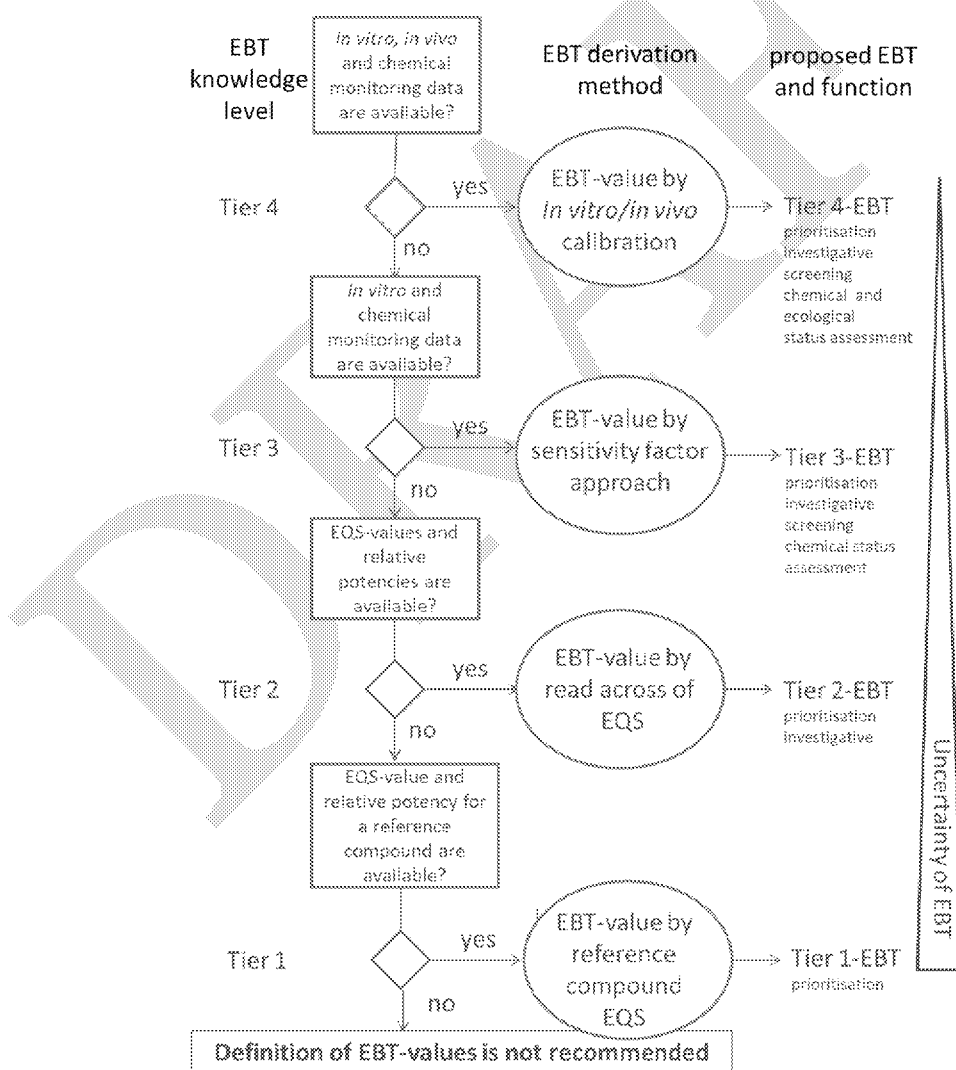 EBT
knowledge
level
In vitro, in vivo
and chemical
monitoring data
are available?
EBT derivation
method
proposed EBT
and function
Tier 4
yes
no
EBT-value by
In vitro/in vivo
calibration
Tier 4-EBT
prioritisation
investigative
screening
chemical and
ecological
status assessment
In vitro and
chemical
monitoring data
are available?
Tier 3
yes
no
EBT-value by
sensitivity factor
approach
Tier 3-EBT
prioritisation
investigative
screening
chemical status
assessment
EQS-values and
relative
potencies are
available?
Tier 2
yes
no
EBT-value by
read across of
EQS
Tier 2-EBT
prioritisation
investigative
EQS-value and
relative potency for
a reference
compound are
available?
Tier 1
yes
no
EBT-value by
reference
compound
EQS
Tier 1-EBT
prioritisation
Uncertainty of EBT
Definition of EBT-values is not recommended
DRAFT